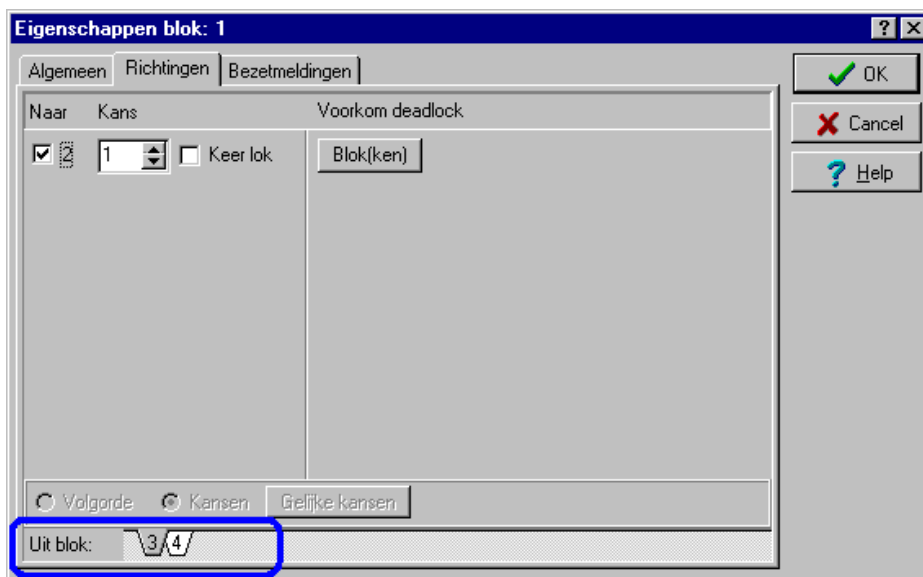 Eigenschappen blok: 1
Algemeen Richtingen Bezetmeldingen
OK
Naar Kans Voorkom deadlock
Cancel
2 1 Keer lok Blok(ken)
Help
Volgorde Kansen Gelijke kansen
Uit blok: 3 4